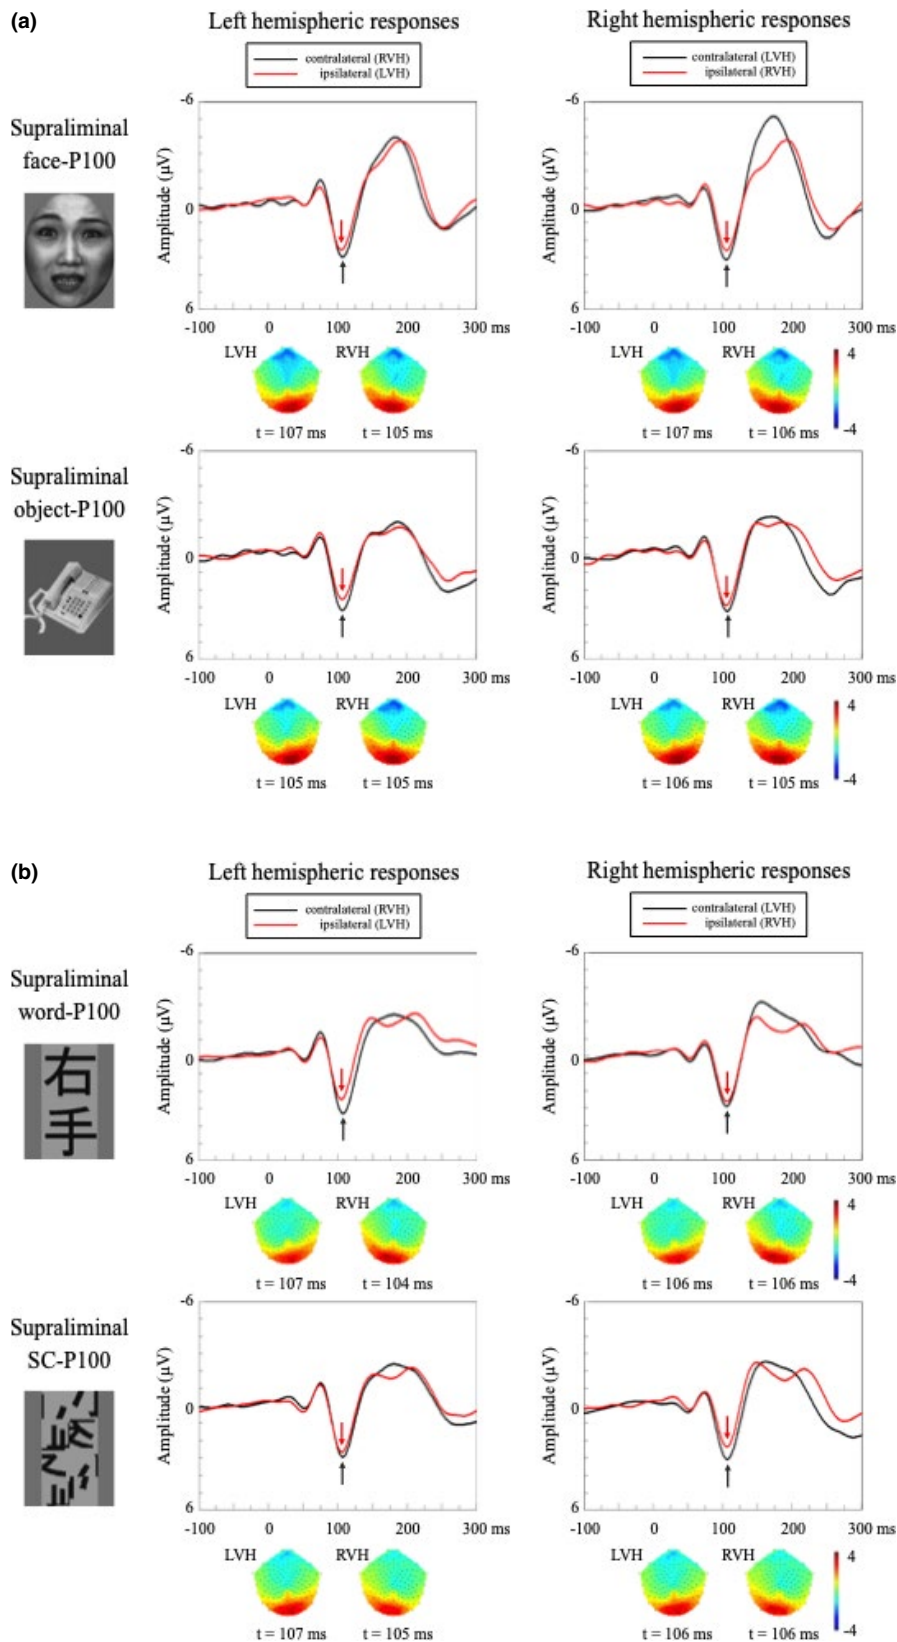 (a)
Left hemispheric responses
Right hemispheric responses
contralateral (RVH)
ipsilateral (LVH)
contralateral (LVH)
ipsilateral (RVH)
Supraliminal
face-P100
Amplitude (μV)
-6
0
6
-100 0 100 200 300 ms
Amplitude (μV)
-6
0
6
-100 0 100 200 300 ms
LVH RVH
t = 107 ms t = 105 ms
LVH RVH
t = 107 ms t = 106 ms
4
-4
Supraliminal
object-P100
Amplitude (μV)
-6
0
6
-100 0 100 200 300 ms
Amplitude (μV)
-6
0
6
-100 0 100 200 300 ms
LVH RVH
t = 105 ms t = 105 ms
LVH RVH
t = 106 ms t = 105 ms
4
-4
(b)
Left hemispheric responses
Right hemispheric responses
contralateral (RVH)
ipsilateral (LVH)
contralateral (LVH)
ipsilateral (RVH)
Supraliminal
word-P100
右
手
Amplitude (μV)
-6
0
6
-100 0 100 200 300 ms
Amplitude (μV)
-6
0
6
-100 0 100 200 300 ms
LVH RVH
t = 107 ms t = 104 ms
LVH RVH
t = 106 ms t = 106 ms
4
-4
Supraliminal
SC-P100
Amplitude (μV)
-6
0
6
-100 0 100 200 300 ms
Amplitude (μV)
-6
0
6
-100 0 100 200 300 ms
LVH RVH
t = 107 ms t = 105 ms
LVH RVH
t = 106 ms t = 106 ms
4
-4